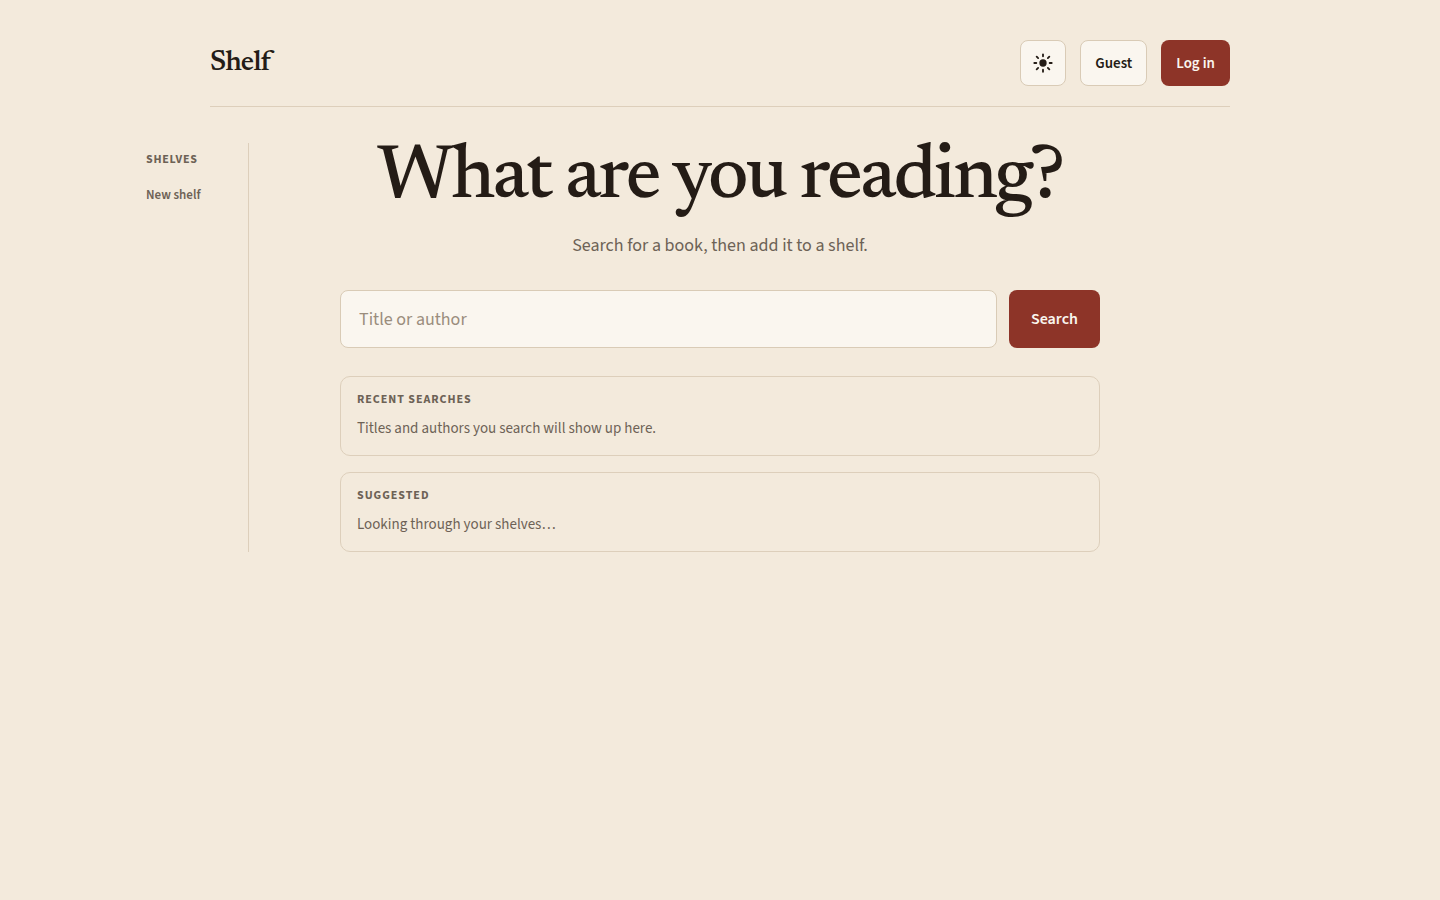 Shelf
Guest
Log in
SHELVES
New shelf
What are you reading?
Search for a book, then add it to a shelf.
Title or author
Search
RECENT SEARCHES
Titles and authors you search will show up here.
SUGGESTED
Looking through your shelves…